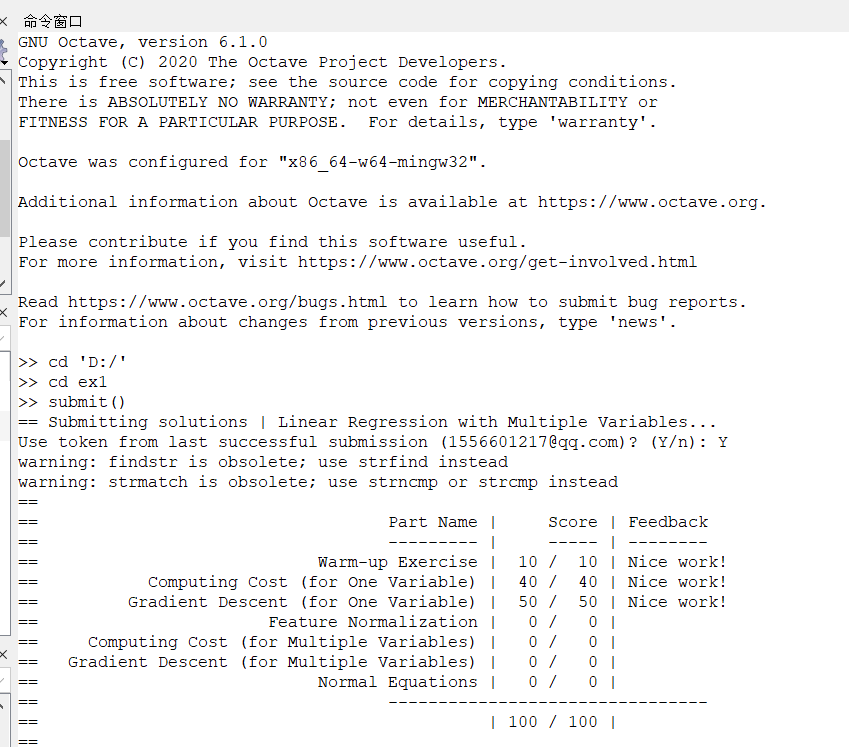 命令窗口
GNU Octave, version 6.1.0
Copyright (C) 2020 The Octave Project Developers.
This is free software; see the source code for copying conditions.
There is ABSOLUTELY NO WARRANTY; not even for MERCHANTABILITY or
FITNESS FOR A PARTICULAR PURPOSE.  For details, type 'warranty'.
Octave was configured for "x86_64-w64-mingw32".
Additional information about Octave is available at https://www.octave.org.
Please contribute if you find this software useful.
For more information, visit https://www.octave.org/get-involved.html
Read https://www.octave.org/bugs.html to learn how to submit bug reports.
For information about changes from previous versions, type 'news'.
>> cd 'D:/'
>> cd ex1
>> submit()
== Submitting solutions | Linear Regression with Multiple Variables...
Use token from last successful submission (1556601217@qq.com)? (Y/n): Y
warning: findstr is obsolete; use strfind instead
warning: strmatch is obsolete; use strncmp or strcmp instead
==
==                                   Part Name |     Score | Feedback
==                                   --------- |     ----- | --------
==                            Warm-up Exercise |  10 /  10 | Nice work!
==           Computing Cost (for One Variable) |  40 /  40 | Nice work!
==         Gradient Descent (for One Variable) |  50 /  50 | Nice work!
==                       Feature Normalization |   0 /   0 |
==     Computing Cost (for Multiple Variables) |   0 /   0 |
==   Gradient Descent (for Multiple Variables) |   0 /   0 |
==                            Normal Equations |   0 /   0 |
==                                   --------------------------------
==                                             | 100 / 100 |
==